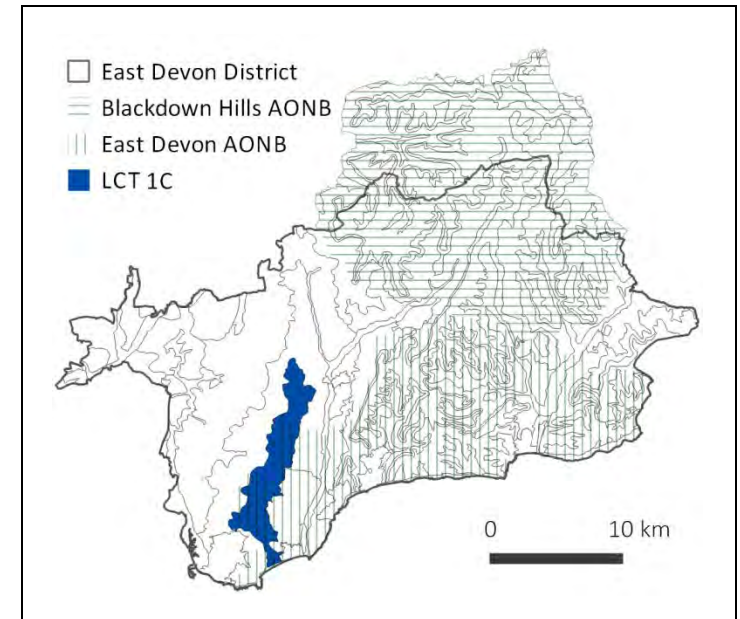 East Devon District
Blackdown Hills AONB
East Devon AONB
LCT 1C
0 10 km